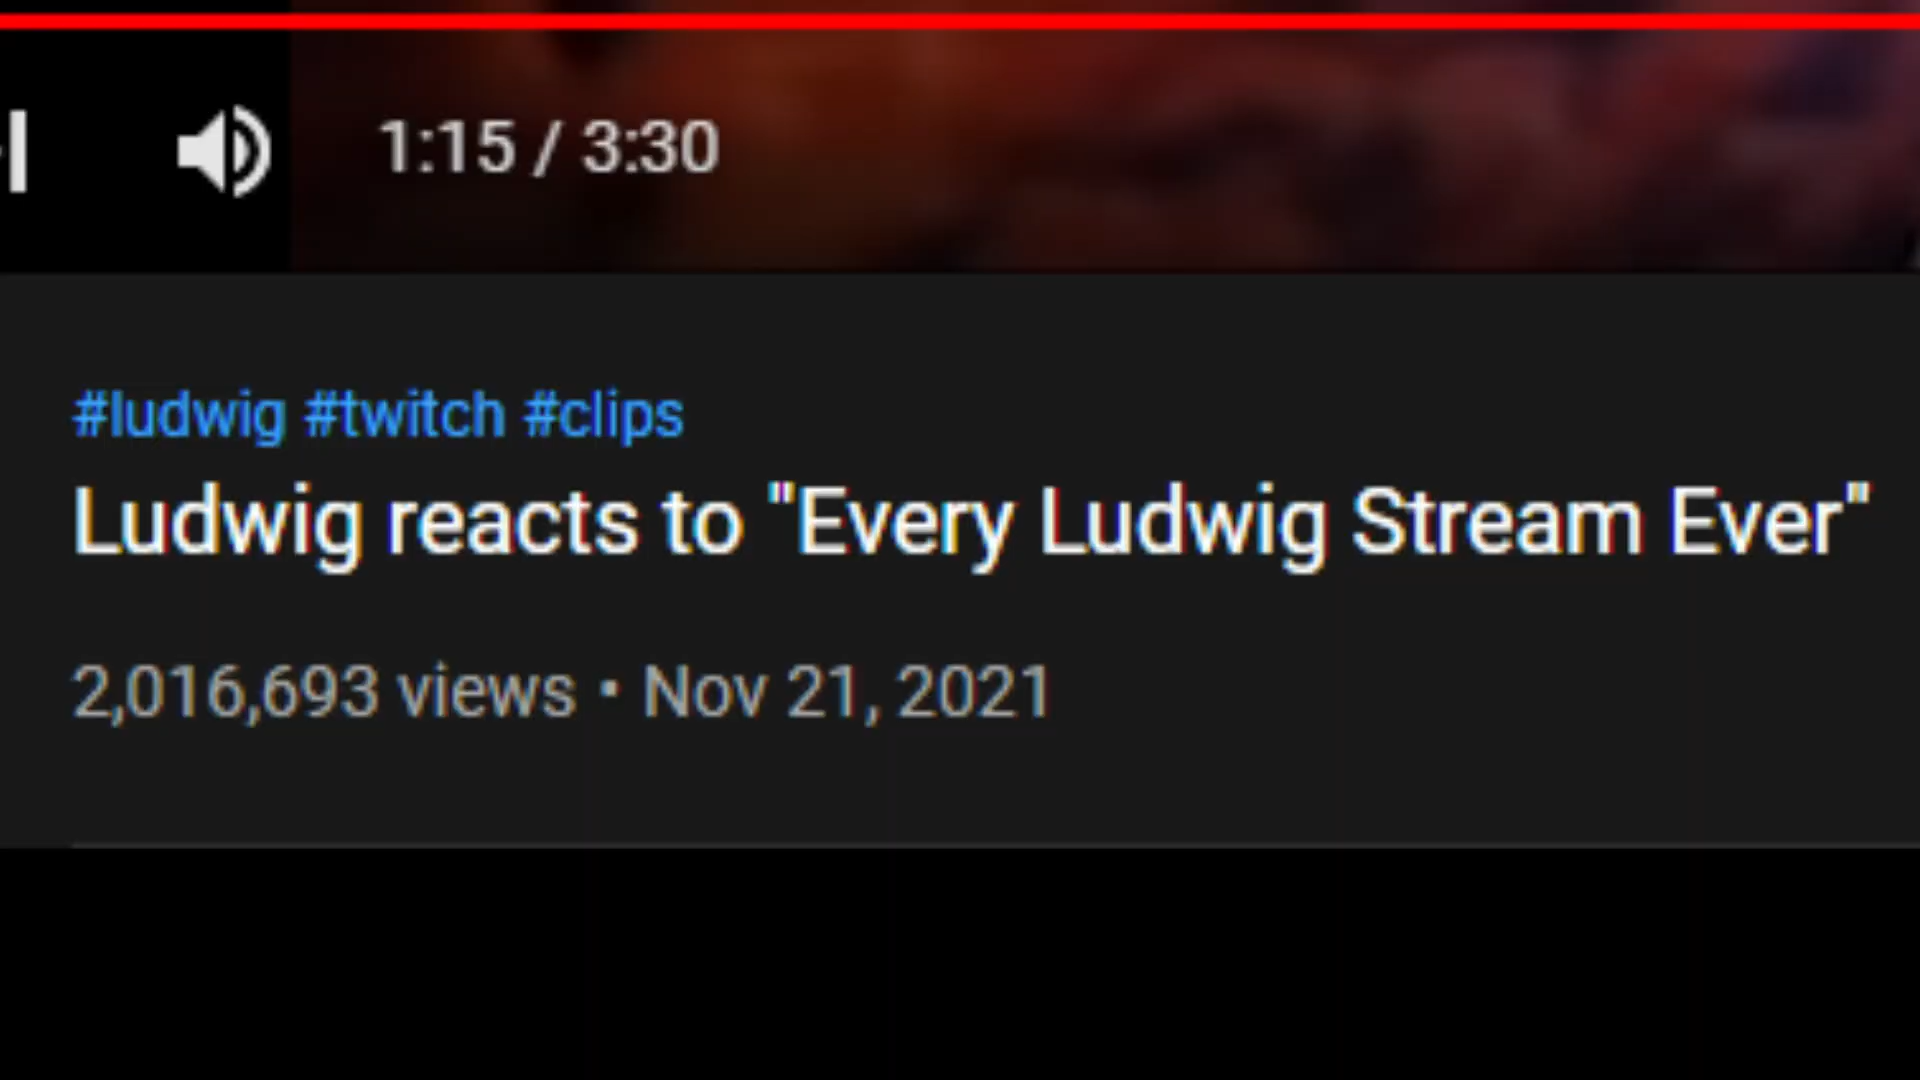 1:15 / 3:30
#ludwig #twitch #clips
Ludwig reacts to "Every Ludwig Stream Ever"
2,016,693 views • Nov 21, 2021